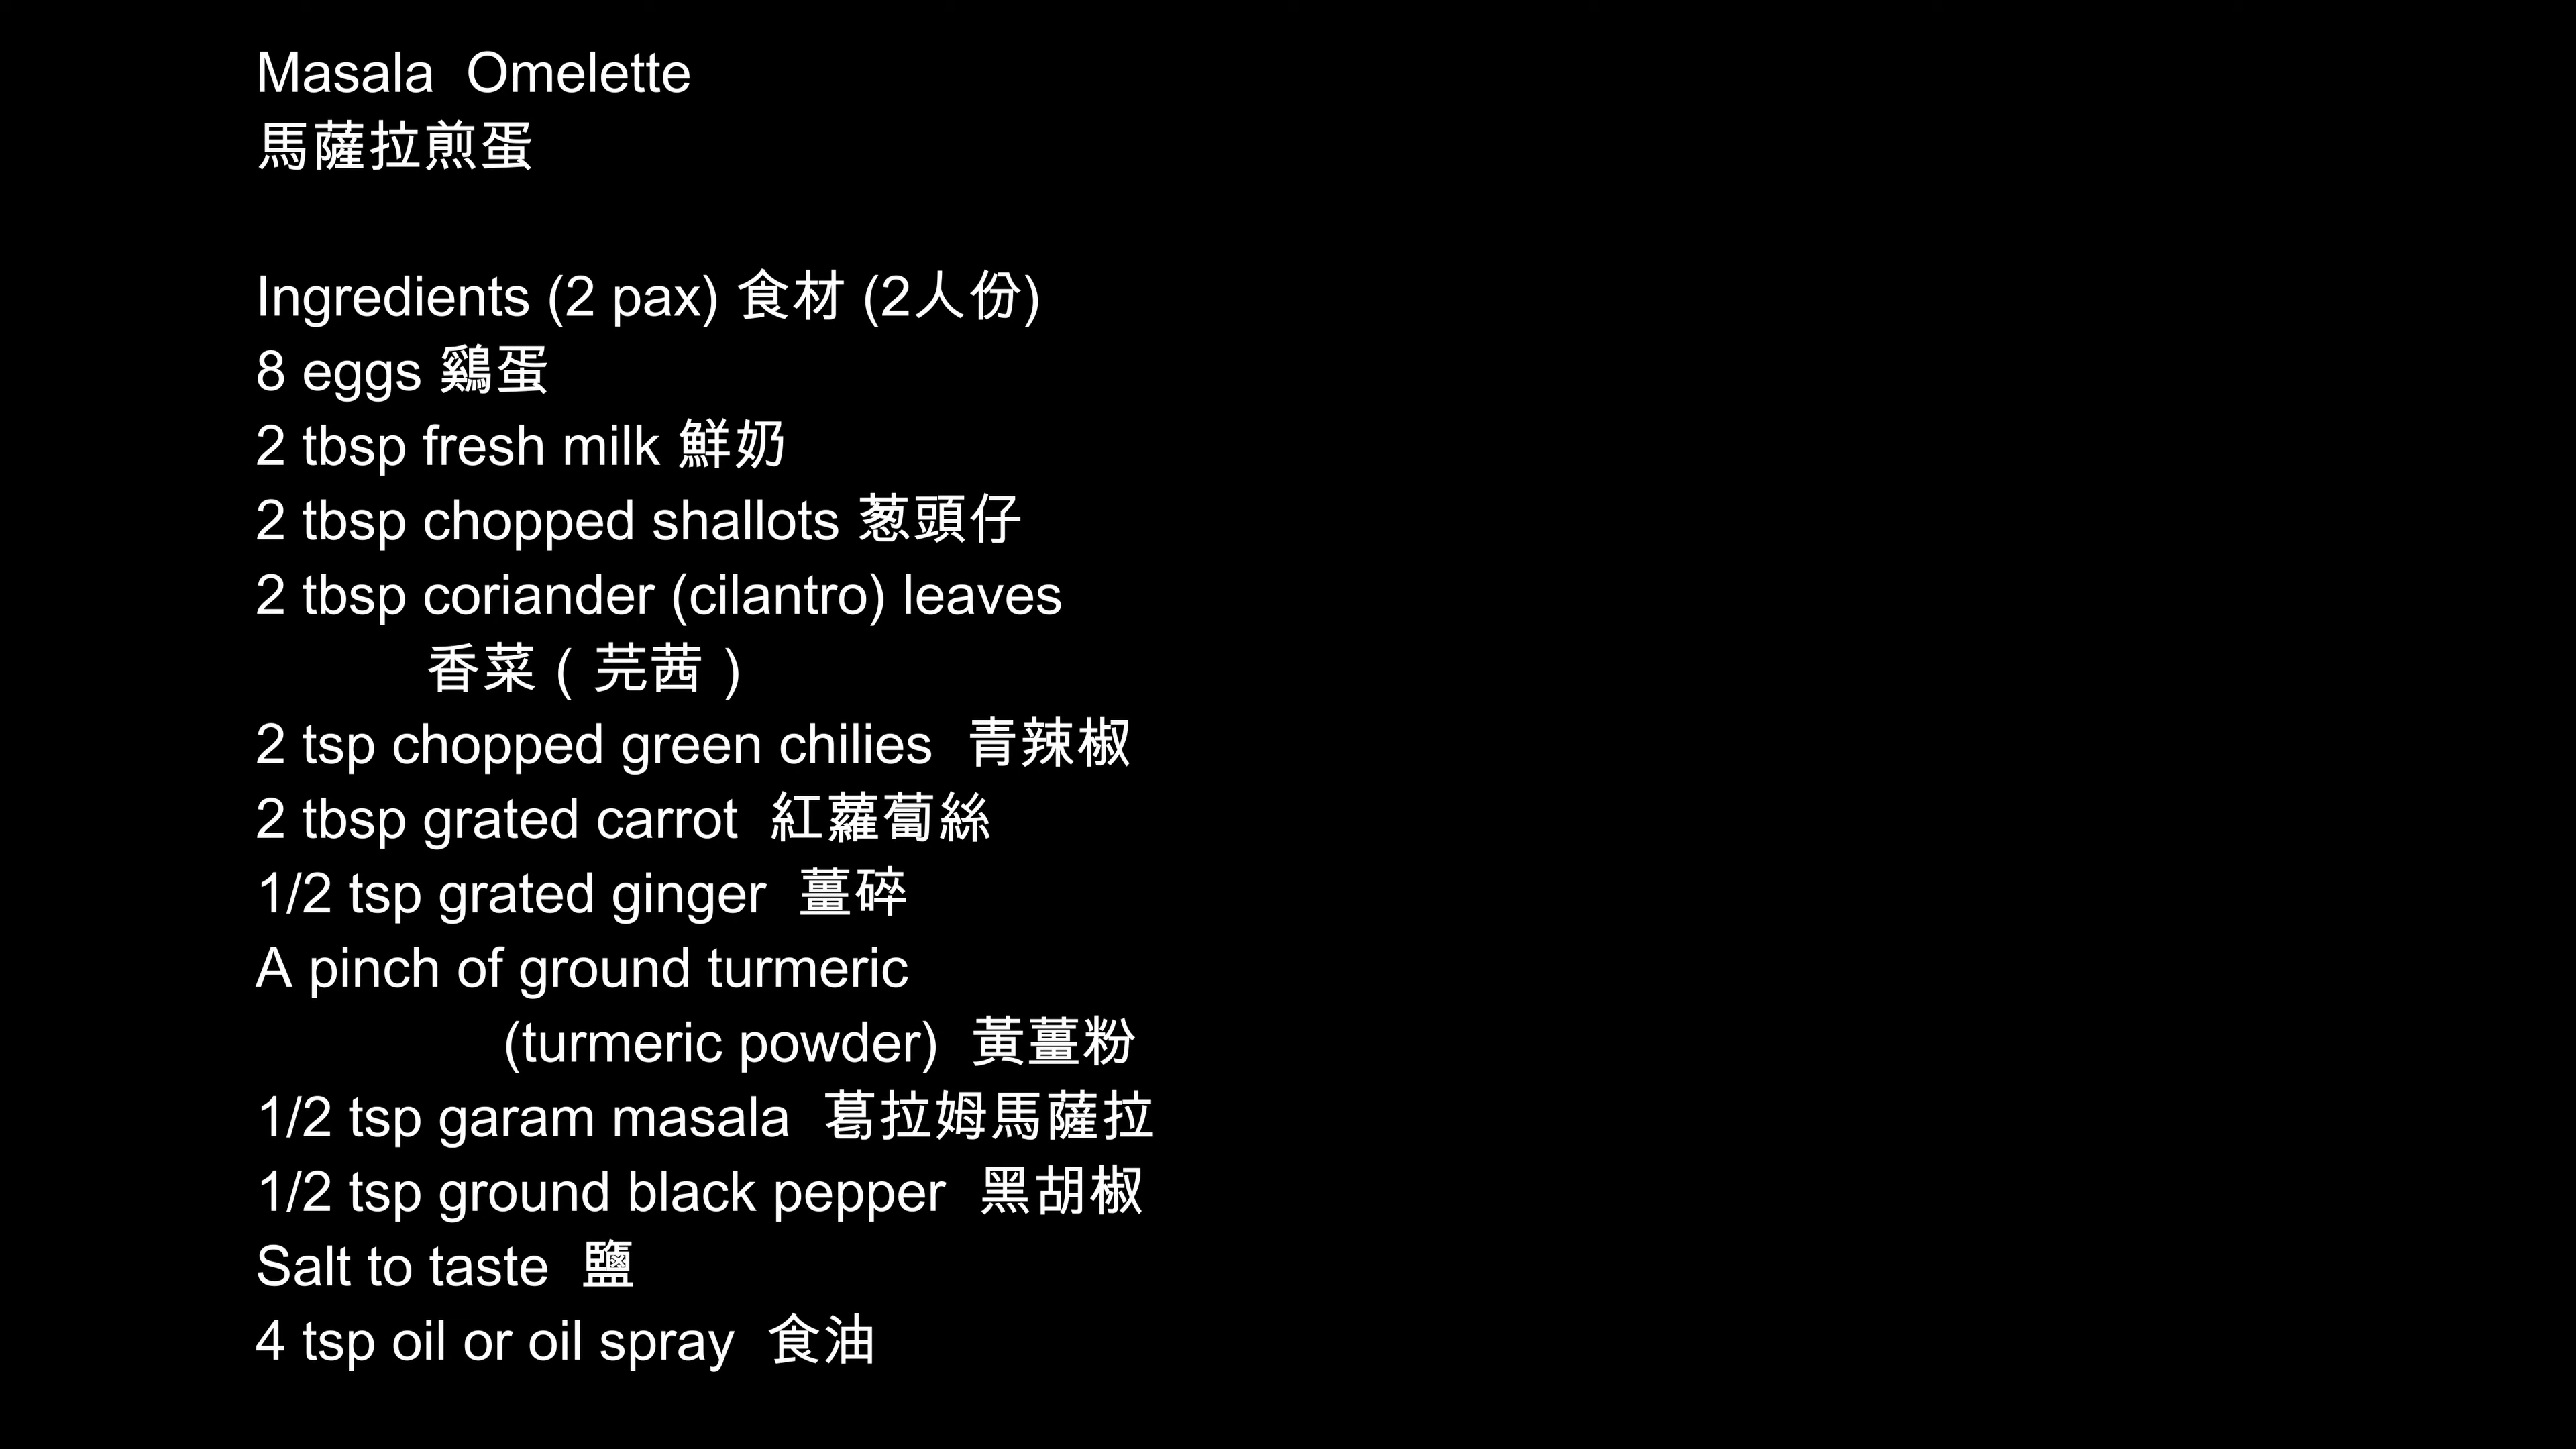 Masala  Omelette
馬薩拉煎蛋
Ingredients (2 pax) 食材 (2人份)
8 eggs 鷄蛋
2 tbsp fresh milk 鮮奶
2 tbsp chopped shallots 葱頭仔
2 tbsp coriander (cilantro) leaves
香菜 ( 芫茜 )
2 tsp chopped green chilies  青辣椒
2 tbsp grated carrot  紅蘿蔔絲
1/2 tsp grated ginger  薑碎
A pinch of ground turmeric
(turmeric powder)  黃薑粉
1/2 tsp garam masala  葛拉姆馬薩拉
1/2 tsp ground black pepper  黑胡椒
Salt to taste  鹽
4 tsp oil or oil spray  食油